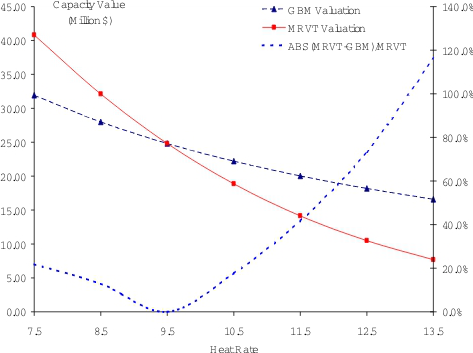 Capacity Value
(Million $)
GBM Valuation
MRVT Valuation
ABS(MRVT-GBM)/MRVT
45.00
40.00
35.00
30.00
25.00
20.00
15.00
10.00
5.00
0.00
140.0%
120.0%
100.0%
80.0%
60.0%
40.0%
20.0%
0.0%
7.5 8.5 9.5 10.5 11.5 12.5 13.5
Heat Rate